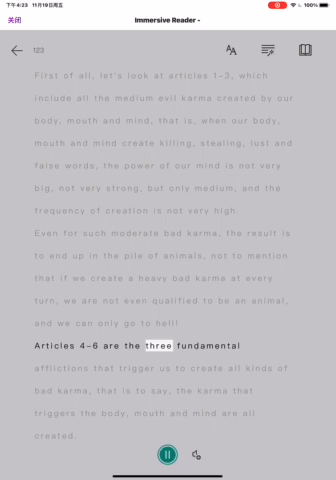 下午4:23 11月19日周五 100%
关闭 Immersive Reader
123
First of all, let's look at articles 1–3, which
include all the medium evil karma created by our
body, mouth and mind, that is, when our body,
mouth and mind create killing, stealing, lust and
false words, the power of our mind is not very
big, not very strong, but only medium, and the
frequency of creation is not very high
Even for such moderate bad karma, the result is
to end up in the pile of animals, not to mention
that if we create a heavy bad karma at every
turn, we are not even qualified to be an animal,
and we can only go to hell!
Articles 4–6 are the three fundamental
afflictions that trigger us to create all kinds of
bad karma, that is to say, the karma that
triggers the body, mouth and mind are all
created.